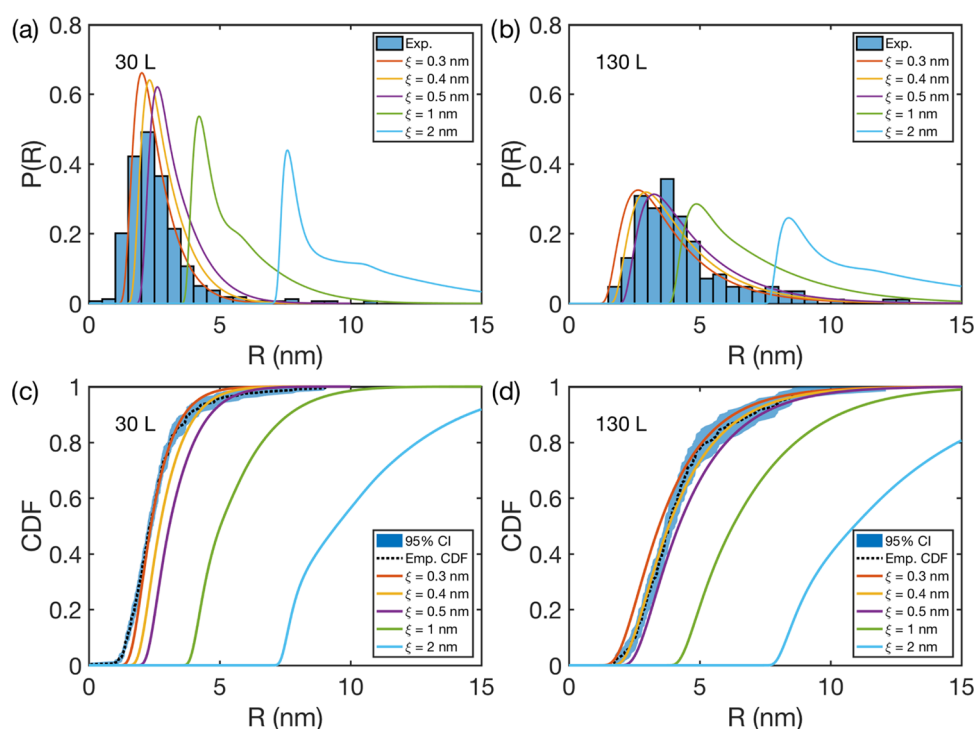 (a)
0.8
0.6
0.4
0.2
0
P(R)
30 L
Exp.
ξ = 0.3 nm
ξ = 0.4 nm
ξ = 0.5 nm
ξ = 1 nm
ξ = 2 nm
0 5 10 15
R (nm)
(b)
0.8
0.6
0.4
0.2
0
P(R)
130 L
Exp.
ξ = 0.3 nm
ξ = 0.4 nm
ξ = 0.5 nm
ξ = 1 nm
ξ = 2 nm
0 5 10 15
R (nm)
(c)
1
0.8
0.6
0.4
0.2
0
CDF
30 L
95% CI
Emp. CDF
ξ = 0.3 nm
ξ = 0.4 nm
ξ = 0.5 nm
ξ = 1 nm
ξ = 2 nm
0 5 10 15
R (nm)
(d)
1
0.8
0.6
0.4
0.2
0
CDF
130 L
95% CI
Emp. CDF
ξ = 0.3 nm
ξ = 0.4 nm
ξ = 0.5 nm
ξ = 1 nm
ξ = 2 nm
0 5 10 15
R (nm)